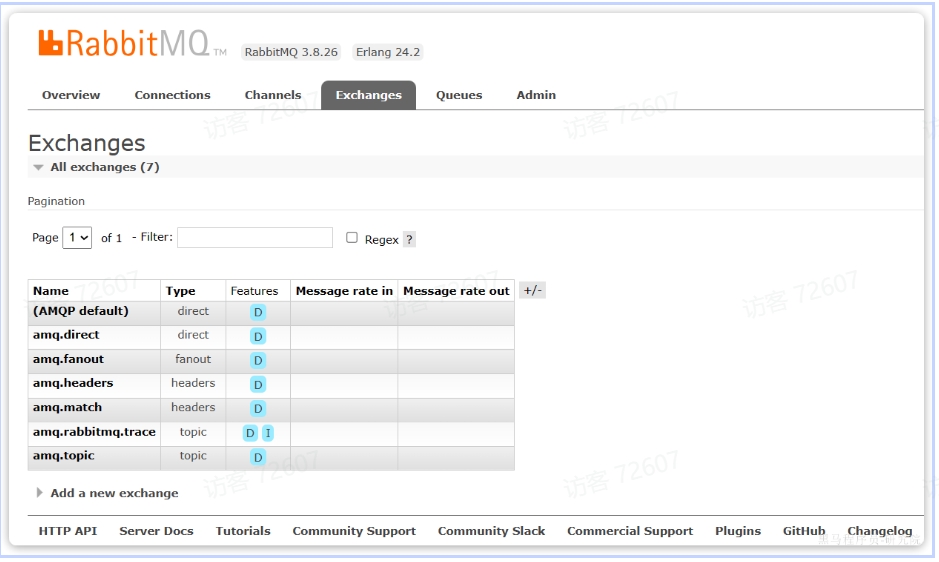 RabbitMQ TM RabbitMQ 3.8.26 Erlang 24.2
Overview Connections Channels Exchanges Queues Admin
Exchanges
All exchanges (7)
Pagination
Page 1 of 1 - Filter: Regex ?
Name Type Features Message rate in Message rate out +/-
(AMQP default) direct D
amq.direct direct D
amq.fanout fanout D
amq.headers headers D
amq.match headers D
amq.rabbitmq.trace topic D I
amq.topic topic D
Add a new exchange
HTTP API Server Docs Tutorials Community Support Community Slack Commercial Support Plugins GitHub Changelog
访客 72607
访客 72607
访客 72607
访客 72607
访客 72607
访客 72607
访客 72607